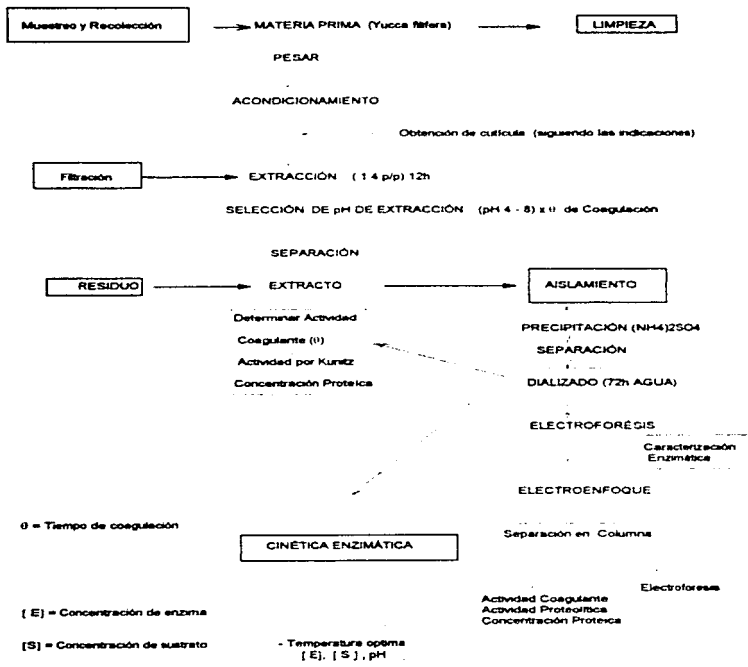 Muestreo y Recolección
MATERIA PRIMA (Yucca filifera)
LIMPIEZA
PESAR
ACONDICIONAMIENTO
Obtención de cutícula (siguiendo las indicaciones)
Filtración
EXTRACCIÓN ( 1 4 p/p) 12h
SELECCIÓN DE pH DE EXTRACCIÓN (pH 4 - 8) x θ de Coagulación
SEPARACIÓN
RESIDUO
EXTRACTO
AISLAMIENTO
Determinar Actividad
Coagulante (θ)
Actividad por Kunitz
Concentración Proteica
PRECIPITACIÓN (NH4)2SO4
SEPARACIÓN
DIALIZADO (72h AGUA)
ELECTROFORÉSIS
Caracterización
Enzimática
ELECTROENFOQUE
θ = Tiempo de coagulación
Separación en Columna
CINÉTICA ENZIMÁTICA
Electroforesis
[ E] = Concentración de enzima
Actividad Coagulante
Actividad Proteolítica
Concentración Proteica
[S] = Concentración de sustrato
- Temperatura optima
[ E], [ S ], pH